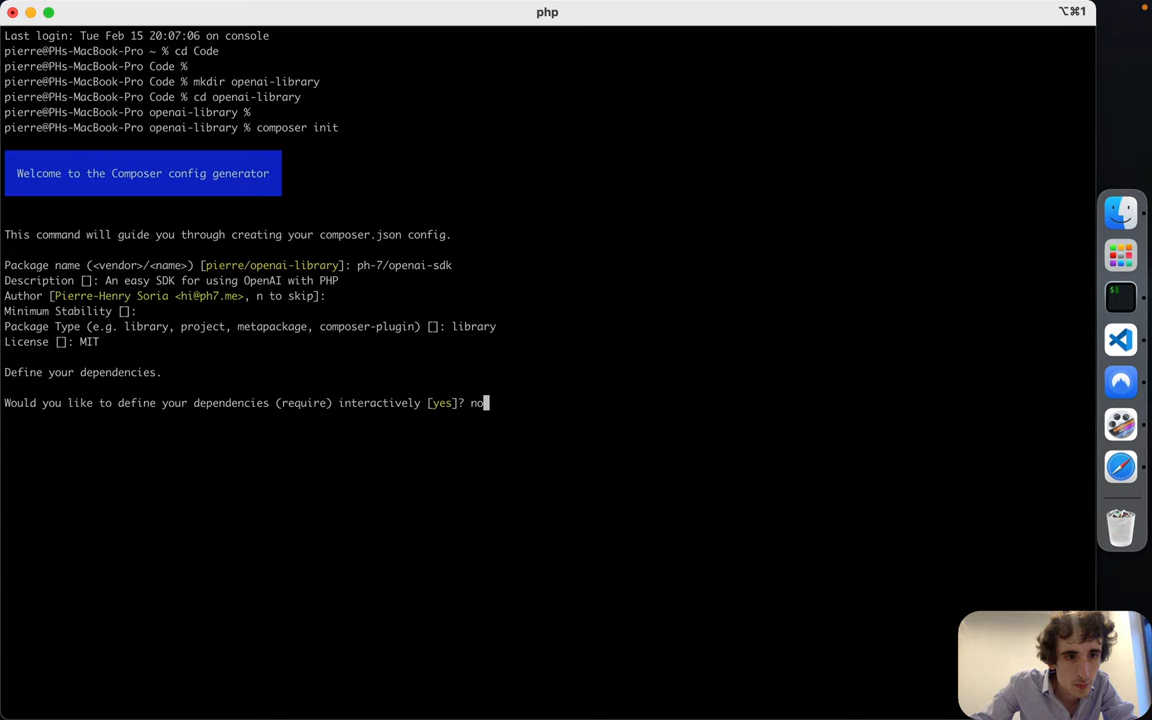 php
⌥⌘1
Last login: Tue Feb 15 20:07:06 on console
pierre@PHs-MacBook-Pro ~ % cd Code
pierre@PHs-MacBook-Pro Code %
pierre@PHs-MacBook-Pro Code % mkdir openai-library
pierre@PHs-MacBook-Pro Code % cd openai-library
pierre@PHs-MacBook-Pro openai-library %
pierre@PHs-MacBook-Pro openai-library % composer init
Welcome to the Composer config generator
This command will guide you through creating your composer.json config.
Package name (<vendor>/<name>) [pierre/openai-library]: ph-7/openai-sdk
Description []: An easy SDK for using OpenAI with PHP
Author [Pierre-Henry Soria <hi@ph7.me>, n to skip]:
Minimum Stability []:
Package Type (e.g. library, project, metapackage, composer-plugin) []: library
License []: MIT
Define your dependencies.
Would you like to define your dependencies (require) interactively [yes]? no